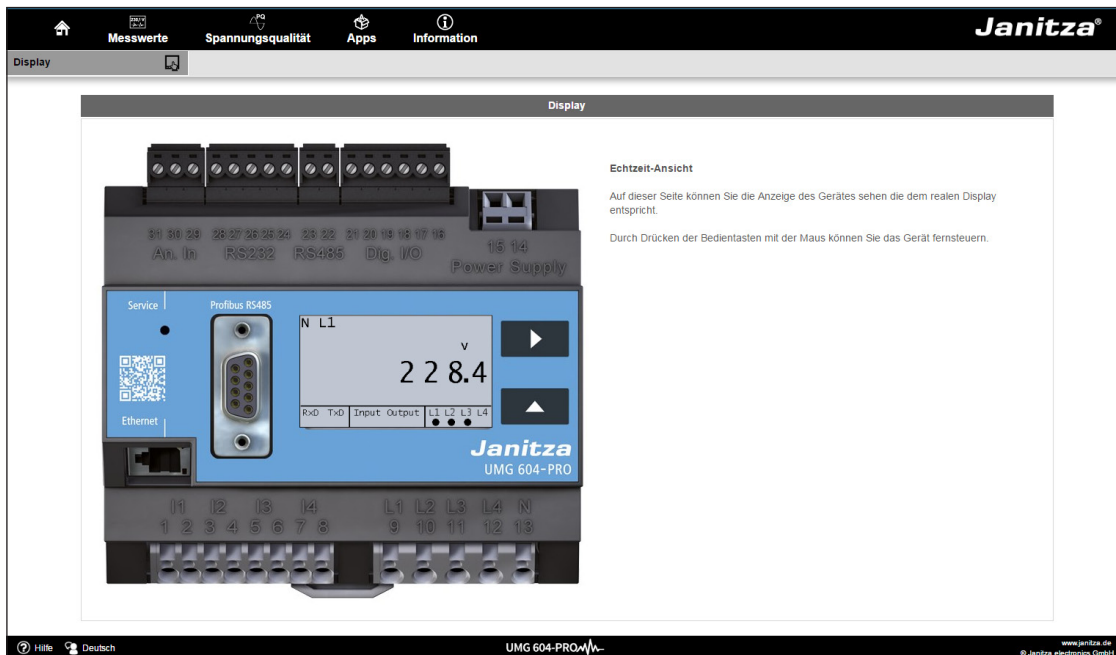 230/ V
PQ
Messwerte
Spannungsqualität
Apps
Information
Janitza®
Display
Display
Echtzeit-Ansicht
Auf dieser Seite können Sie die Anzeige des Gerätes sehen die dem realen Display
entspricht.
Durch Drücken der Bedientasten mit der Maus können Sie das Gerät fernsteuern.
31 30 29 28 27 26 25 24 23 22 21 20 19 18 17 16
An. In RS232 RS485 Dig. I/O
15 14
Power Supply
Service
Profibus RS485
N L1
V
2 2 8.4
RxD TxD Input Output L1 L2 L3 L4
Ethernet
Janitza
UMG 604-PRO
I1 I2 I3 I4 L1 L2 L3 L4 N
1 2 3 4 5 6 7 8 9 10 11 12 13
Hilfe
Deutsch
UMG 604-PRO
www.janitza.de
© Janitza electronics GmbH